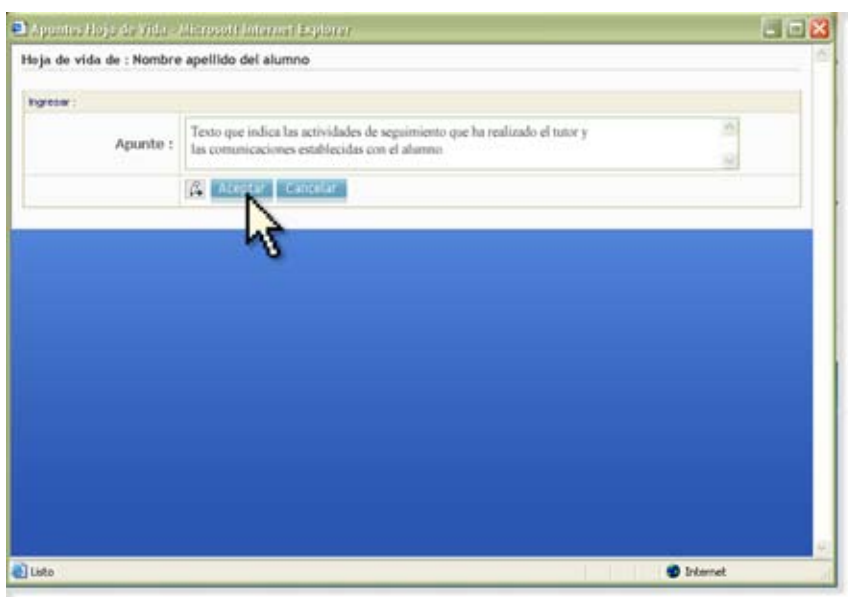 Apuntes Hoja de Vida - Microsoft Internet Explorer
Hoja de vida de : Nombre apellido del alumno
Ingresar :
Apunte :
Texto que indica las actividades de seguimiento que ha realizado el tutor y
las comunicaciones establecidas con el alumno
Aceptar Cancelar
Listo Internet